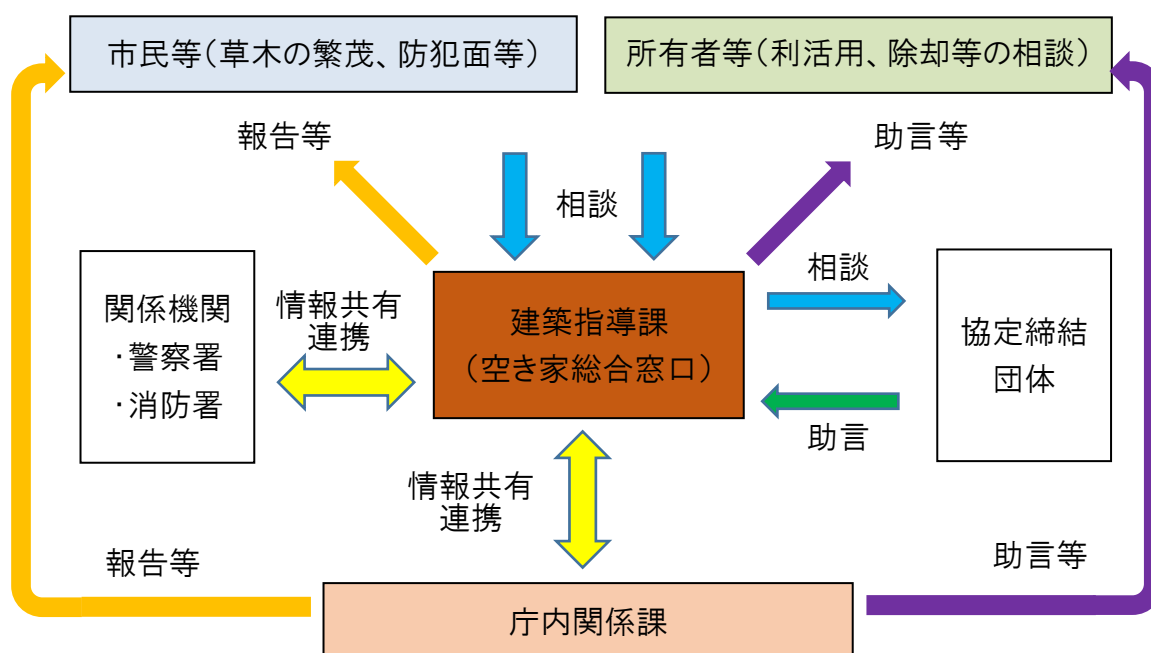 市民等(草木の繁茂、防犯面等)
所有者等(利活用、除却等の相談)
報告等
助言等
相談
相談
関係機関
・警察署
・消防署
情報共有
連携
建築指導課
(空き家総合窓口)
協定締結
団体
助言
情報共有
連携
報告等
助言等
庁内関係課